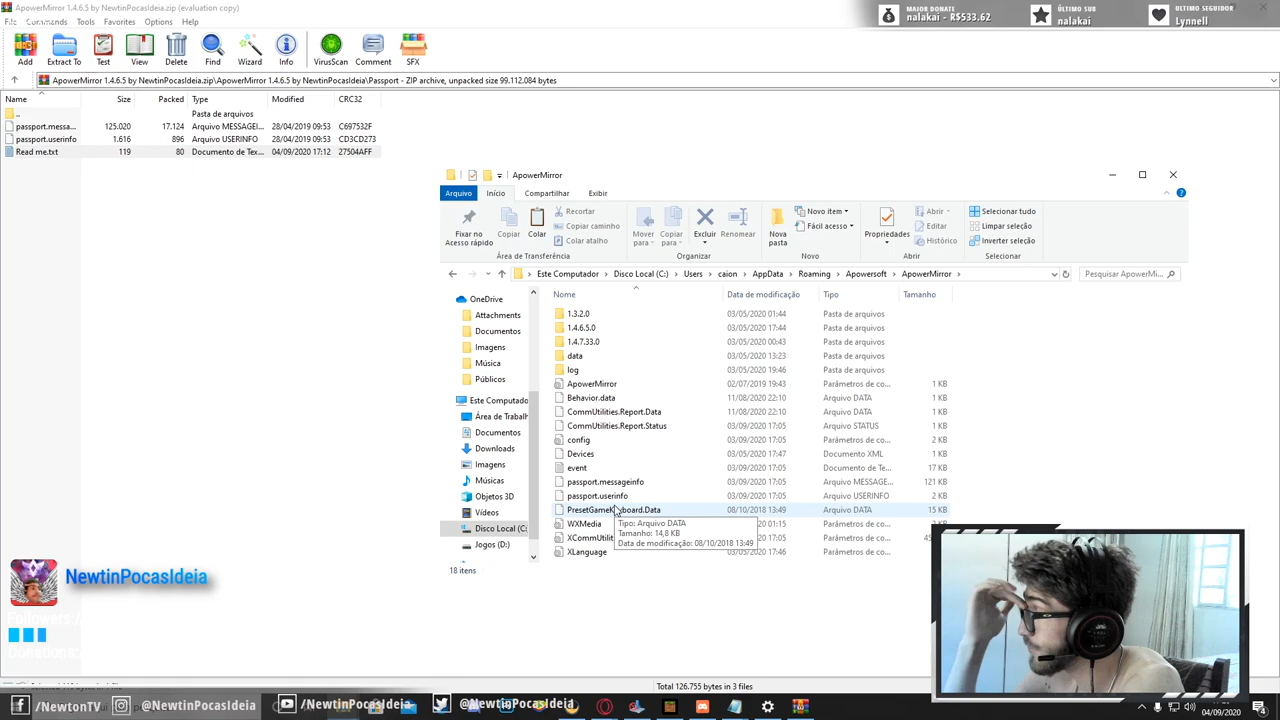 ApowerMirror 1.4.6.5 by NewtinPocasIdeia.zip (evaluation copy)
File Commands Tools Favorites Options Help
MAJOR DONATE
nalakai - R$533.62
ÚLTIMO SUB
nalakai
ÚLTIMO SEGUIDOR
Lynnell
Add Extract To Test View Delete Find Wizard Info VirusScan Comment SFX
ApowerMirror 1.4.6.5 by NewtinPocasIdeia.zip\ApowerMirror 1.4.6.5 by NewtinPocasIdeia\Passport - ZIP archive, unpacked size 99.112.084 bytes
Name Size Packed Type Modified CRC32
.. Pasta de arquivos
passport.messa... 125.020 17.124 Arquivo MESSAGEI... 28/04/2019 09:53 C697532F
passport.userinfo 1.616 896 Arquivo USERINFO 28/04/2019 09:53 CD3CD273
Read me.txt 119 80 Documento de Tex... 04/09/2020 17:12 27504AFF
ApowerMirror
Arquivo Início Compartilhar Exibir
Fixar no Acesso rápido
Copiar
Colar
Recortar
Copiar caminho
Colar atalho
Mover para
Copiar para
Excluir
Renomear
Nova pasta
Novo item
Fácil acesso
Propriedades
Abrir
Editar
Histórico
Selecionar tudo
Limpar seleção
Inverter seleção
Área de Transferência Organizar Novo Abrir Selecionar
Este Computador Disco Local (C:) Users caion AppData Roaming Apowersoft ApowerMirror
Pesquisar ApowerMi...
OneDrive
Attachments
Documentos
Imagens
Música
Públicos
Este Computado
Área de Trabalh
Documentos
Downloads
Imagens
Músicas
Objetos 3D
Vídeos
Disco Local (C:
Jogos (D:)
Nome Data de modificação Tipo Tamanho
1.3.2.0 03/05/2020 01:44 Pasta de arquivos
1.4.6.5.0 03/05/2020 17:44 Pasta de arquivos
1.4.7.33.0 03/05/2020 00:43 Pasta de arquivos
data 03/05/2020 13:23 Pasta de arquivos
log 03/05/2020 19:46 Pasta de arquivos
ApowerMirror 02/07/2019 19:43 Parâmetros de co... 1 KB
Behavior.data 11/08/2020 22:10 Arquivo DATA 1 KB
CommUtilities.Report.Data 11/08/2020 22:10 Arquivo DATA 1 KB
CommUtilities.Report.Status 03/09/2020 17:05 Arquivo STATUS 1 KB
config 03/09/2020 17:05 Parâmetros de co... 2 KB
Devices 03/05/2020 17:47 Documento XML 1 KB
event 03/09/2020 17:05 Documento de Te... 17 KB
passport.messageinfo 03/09/2020 17:05 Arquivo MESSAGE... 121 KB
passport.userinfo 03/09/2020 17:05 Arquivo USERINFO 2 KB
PresetGameKeyboard.Data 08/10/2018 13:49 Arquivo DATA 15 KB
WXMedia 2020 01:15 Parâmetros de co...
XCommUtilit 2020 17:05 Parâmetros de co...
XLanguage 03/05/2020 17:46 Parâmetros de co...
Tipo: Arquivo DATA
Tamanho: 14,8 KB
Data de modificação: 08/10/2018 13:49
18 itens
NewtinPocasIdeia
Followers:
Donations:
Total 126.755 bytes in 3 files
/NewtonTV @NewtinPocasIdeia /NewtinPocasIdeia @NewtinPocasIdeia
04/09/2020